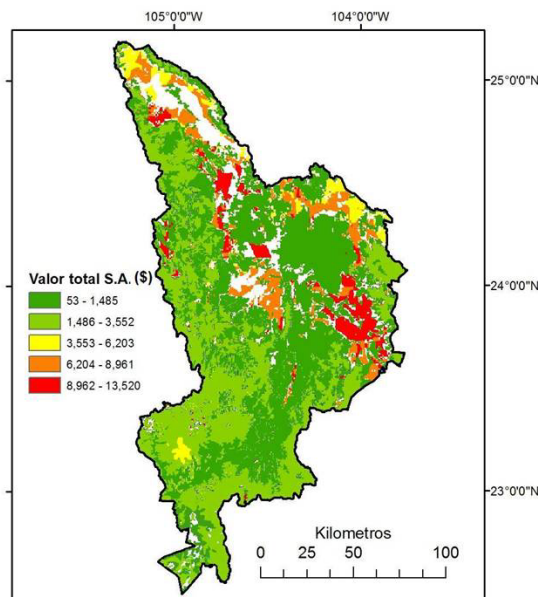 105°0'0"W 104°0'0"W
25°0'0"N
24°0'0"N
23°0'0"N
Valor total S.A. ($)
53 - 1,485
1,486 - 3,552
3,553 - 6,203
6,204 - 8,961
8,962 - 13,520
Kilometros
0 25 50 100